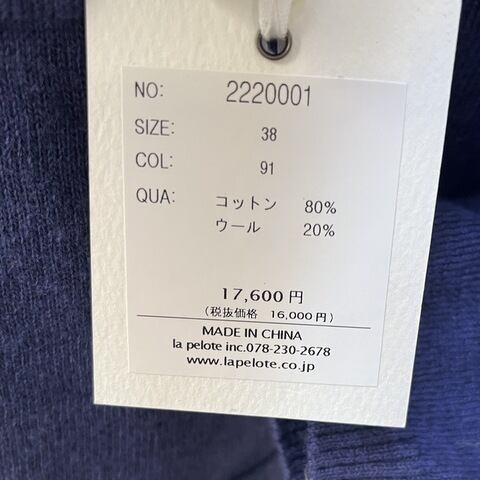 NO: 2220001
SIZE: 38
COL: 91
QUA: コットン 80%
ウール 20%
17,600円
(税抜価格 16,000円)
MADE IN CHINA
la pelote inc.078-230-2678
www.lapelote.co.jp